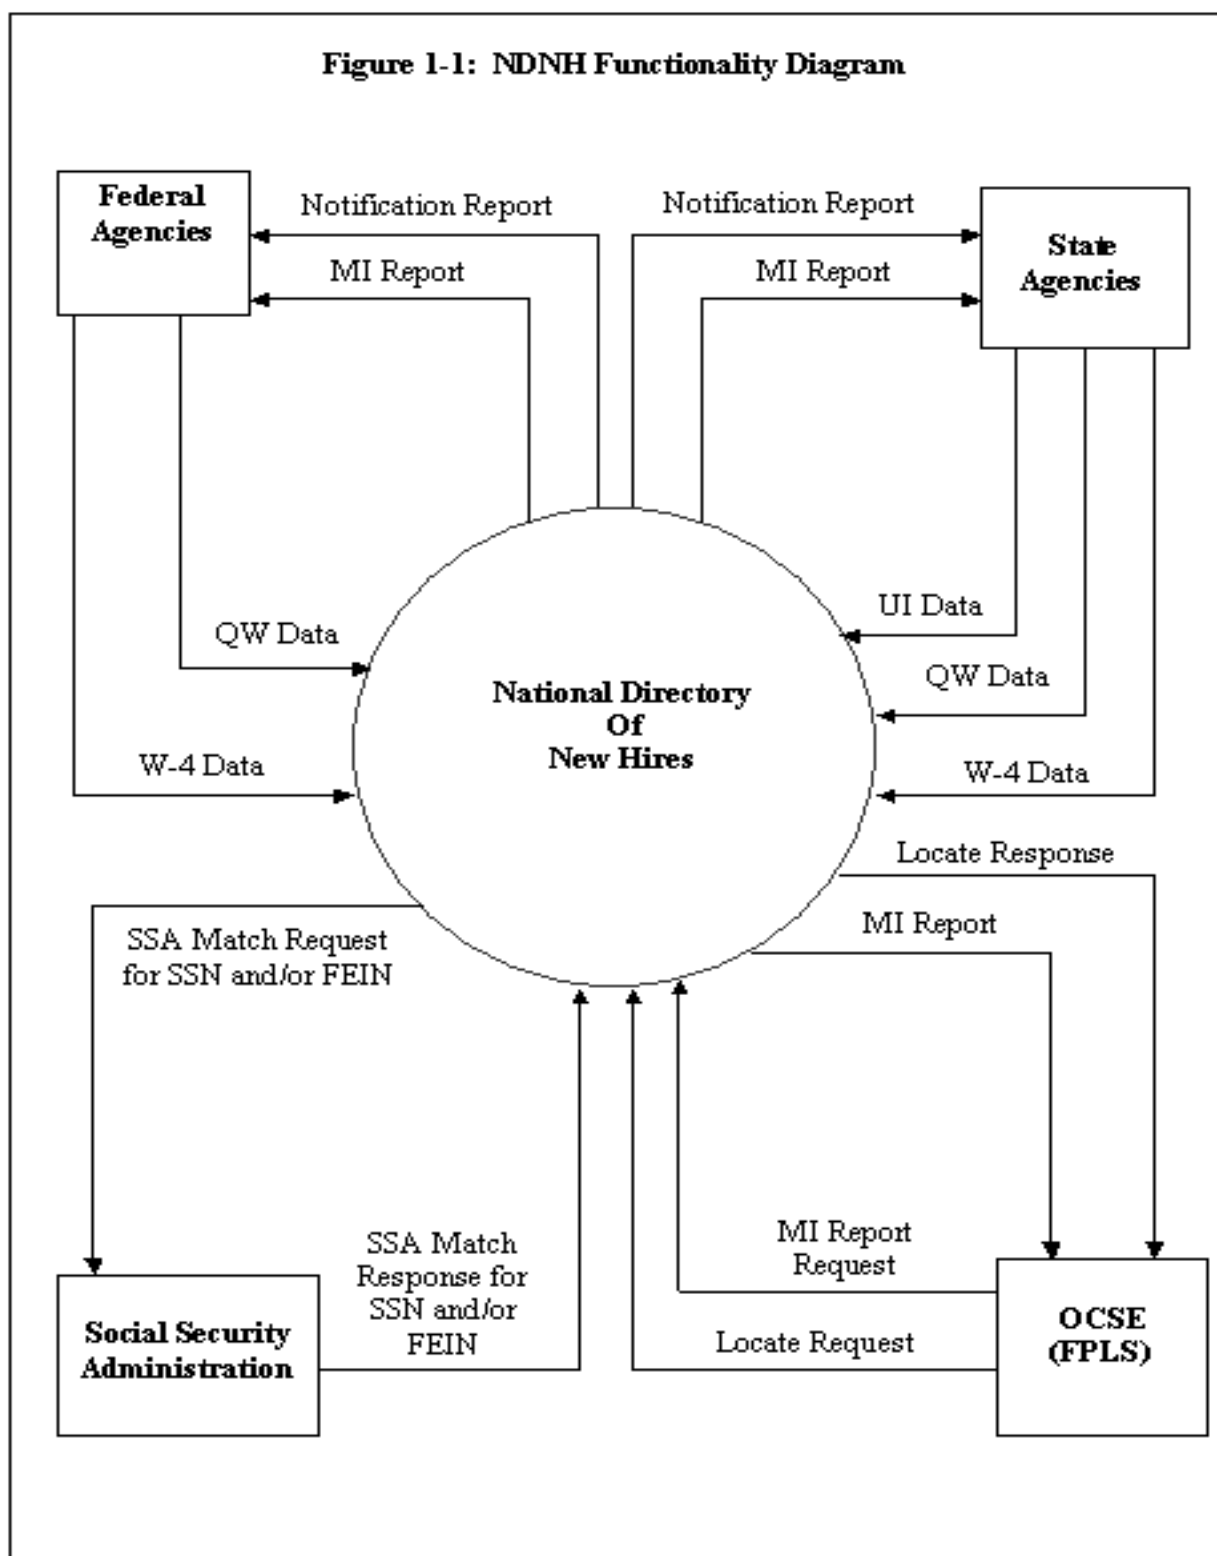 Figure 1-1: NDNH Functionality Diagram
Federal
Agencies
Notification Report
MI Report
Notification Report
MI Report
State
Agencies
UI Data
QW Data
QW Data
W-4 Data
W-4 Data
National Directory
Of
New Hires
Locate Response
MI Report
SSA Match Request
for SSN and/or FEIN
SSA Match
Response for
SSN and/or
FEIN
MI Report
Request
Locate Request
Social Security
Administration
OCSE
(FPLS)